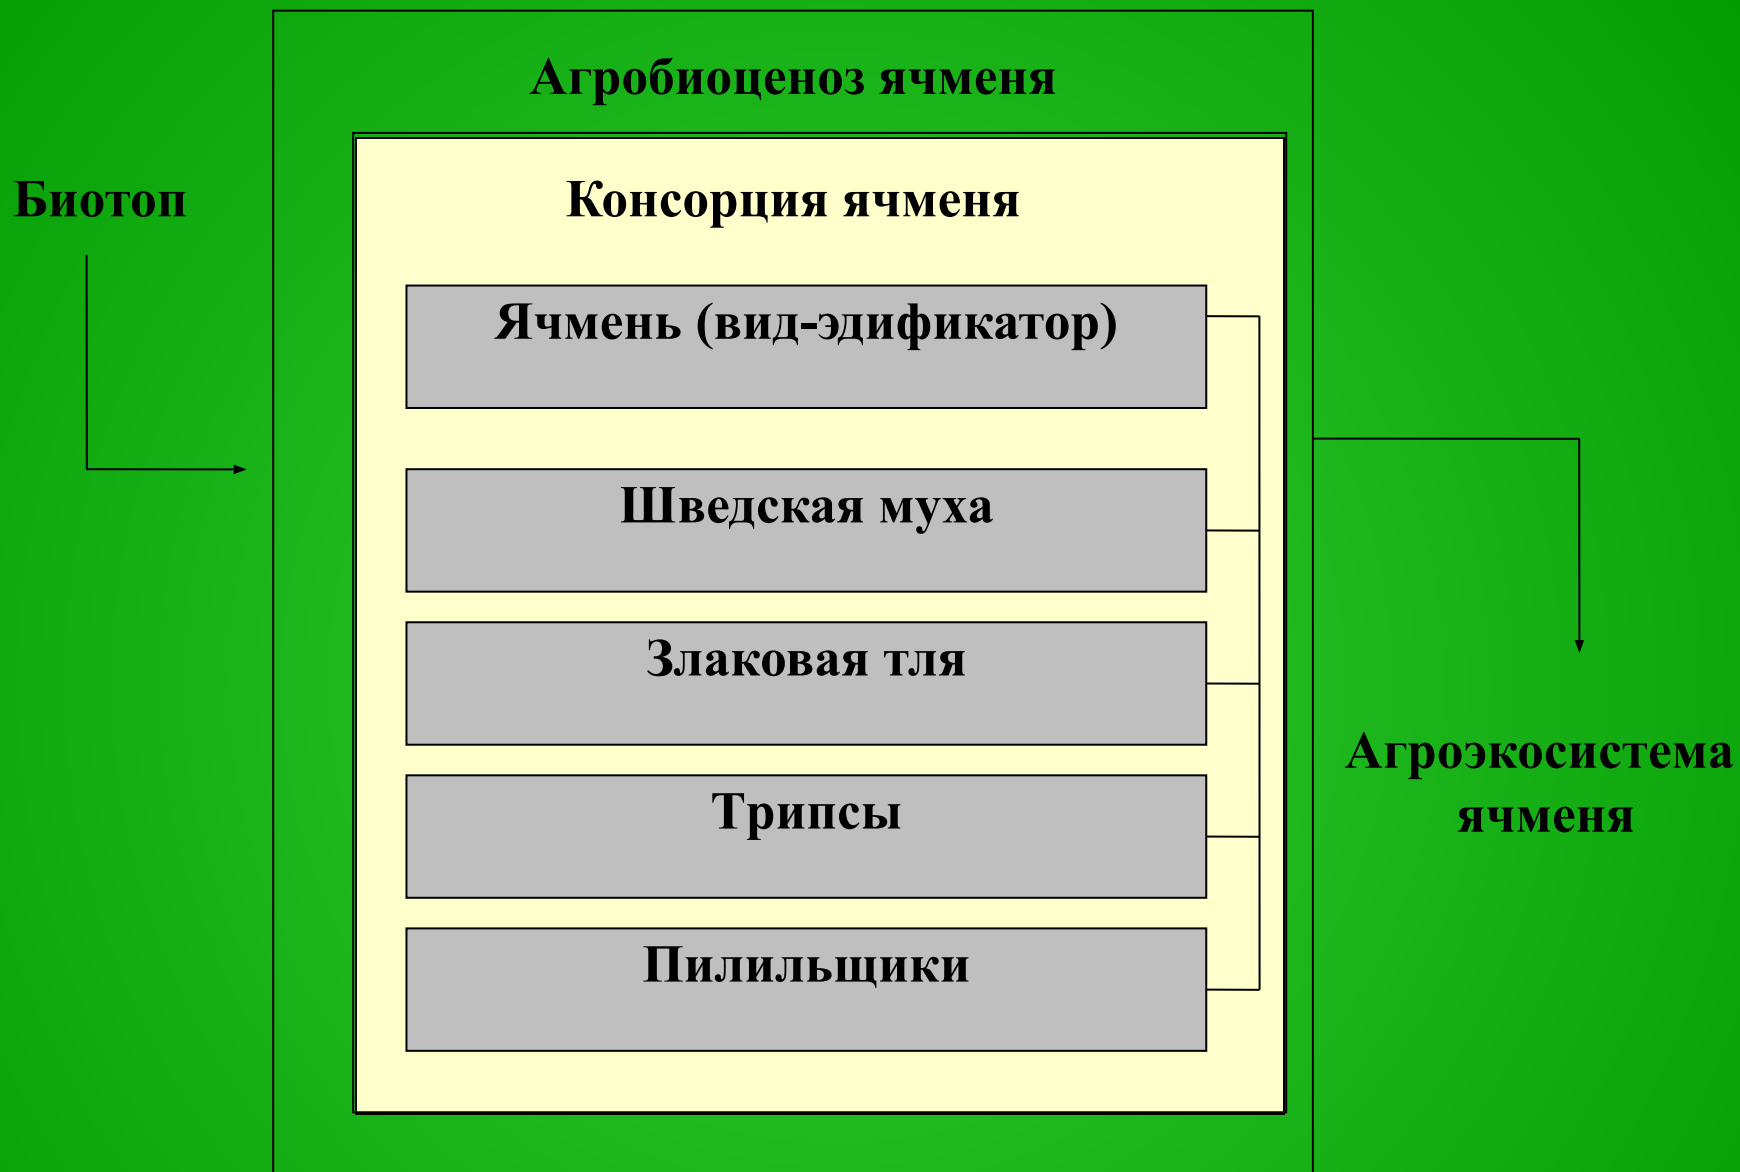 Агробиоценоз ячменя
Биотоп
Консорция ячменя
Ячмень (вид-эдификатор)
Шведская муха
Злаковая тля
Трипсы
Пилильщики
Агроэкосистема
ячменя